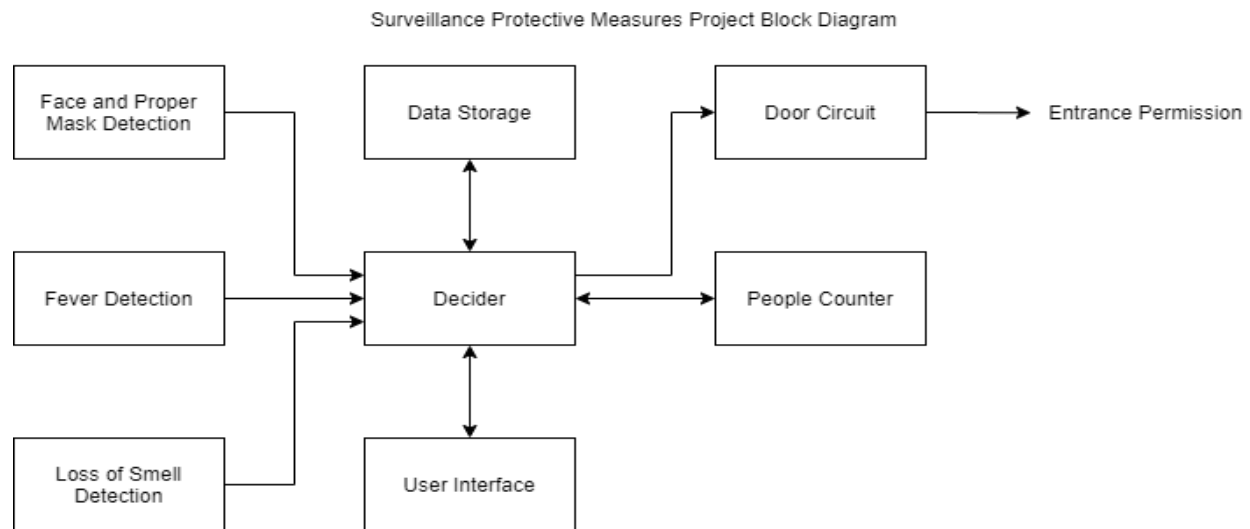 Surveillance Protective Measures Project Block Diagram
Face and Proper
Mask Detection
Data Storage
Door Circuit
Entrance Permission
Fever Detection
Decider
People Counter
Loss of Smell
Detection
User Interface